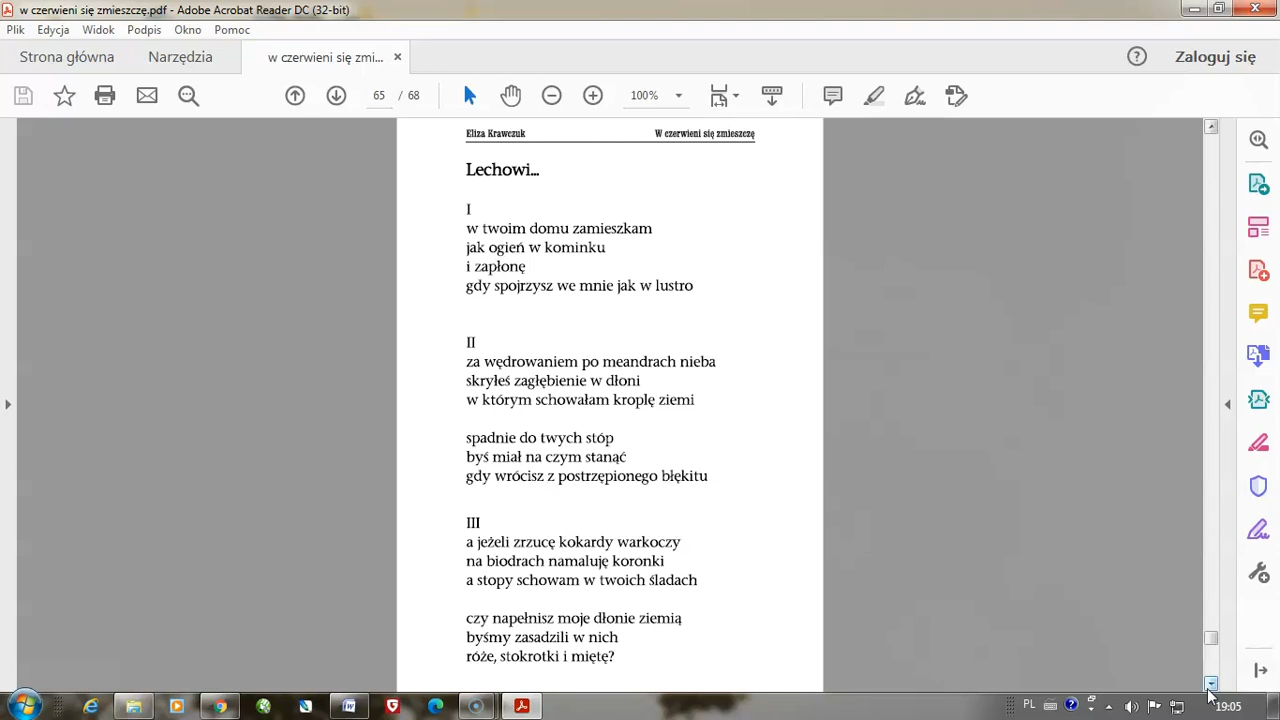 w czerwieni się zmieszczę.pdf - Adobe Acrobat Reader DC (32-bit)
Plik Edycja Widok Podpis Okno Pomoc
Strona główna Narzędzia w czerwieni się zmi... × Zaloguj się
65 / 68 100%
Eliza Krawczuk W czerwieni się zmieszczę
Lechowi...
I
w twoim domu zamieszkam
jak ogień w kominku
i zapłonę
gdy spojrzysz we mnie jak w lustro
II
za wędrowaniem po meandrach nieba
skryłeś zagłębienie w dłoni
w którym schowałam kroplę ziemi
spadnie do twych stóp
byś miał na czym stanąć
gdy wrócisz z postrzępionego błękitu
III
a jeżeli zrzucę kokardy warkoczy
na biodrach namaluję koronki
a stopy schowam w twoich śladach
czy napełnisz moje dłonie ziemią
byśmy zasadzili w nich
róże, stokrotki i miętę?
PL 19:05